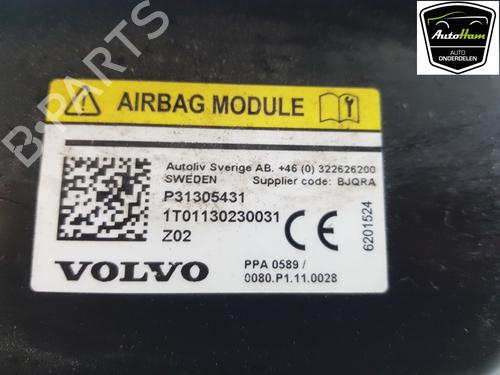 AutoHam
AUTO
ONDERDELEN
B-PARTS
AIRBAG MODULE
Autoliv Sverige AB. +46 (0) 322626200
SWEDEN Supplier code: BJQRA
P31305431
1T01130230031
Z02
CE
6201524
VOLVO
PPA 0589 /
0080.P1.11.0028